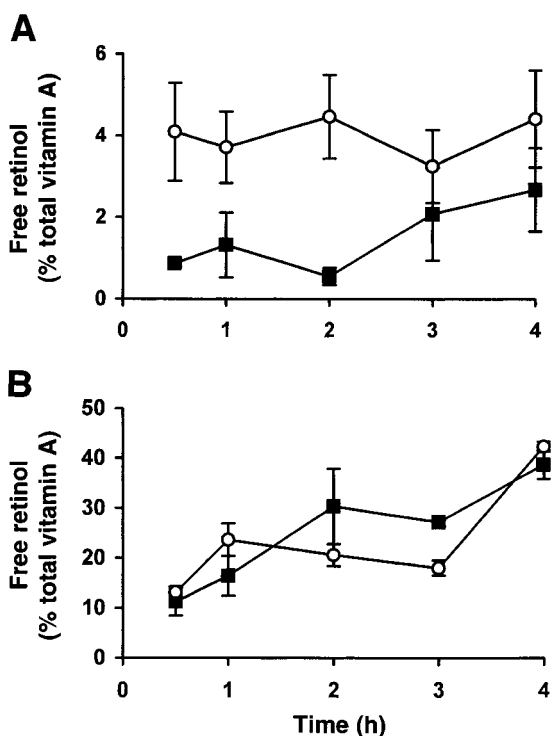 A
Free retinol
(% total vitamin A)
6
4
2
0
0 1 2 3 4
B
Free retinol
(% total vitamin A)
50
40
30
20
10
0
0 1 2 3 4
Time (h)